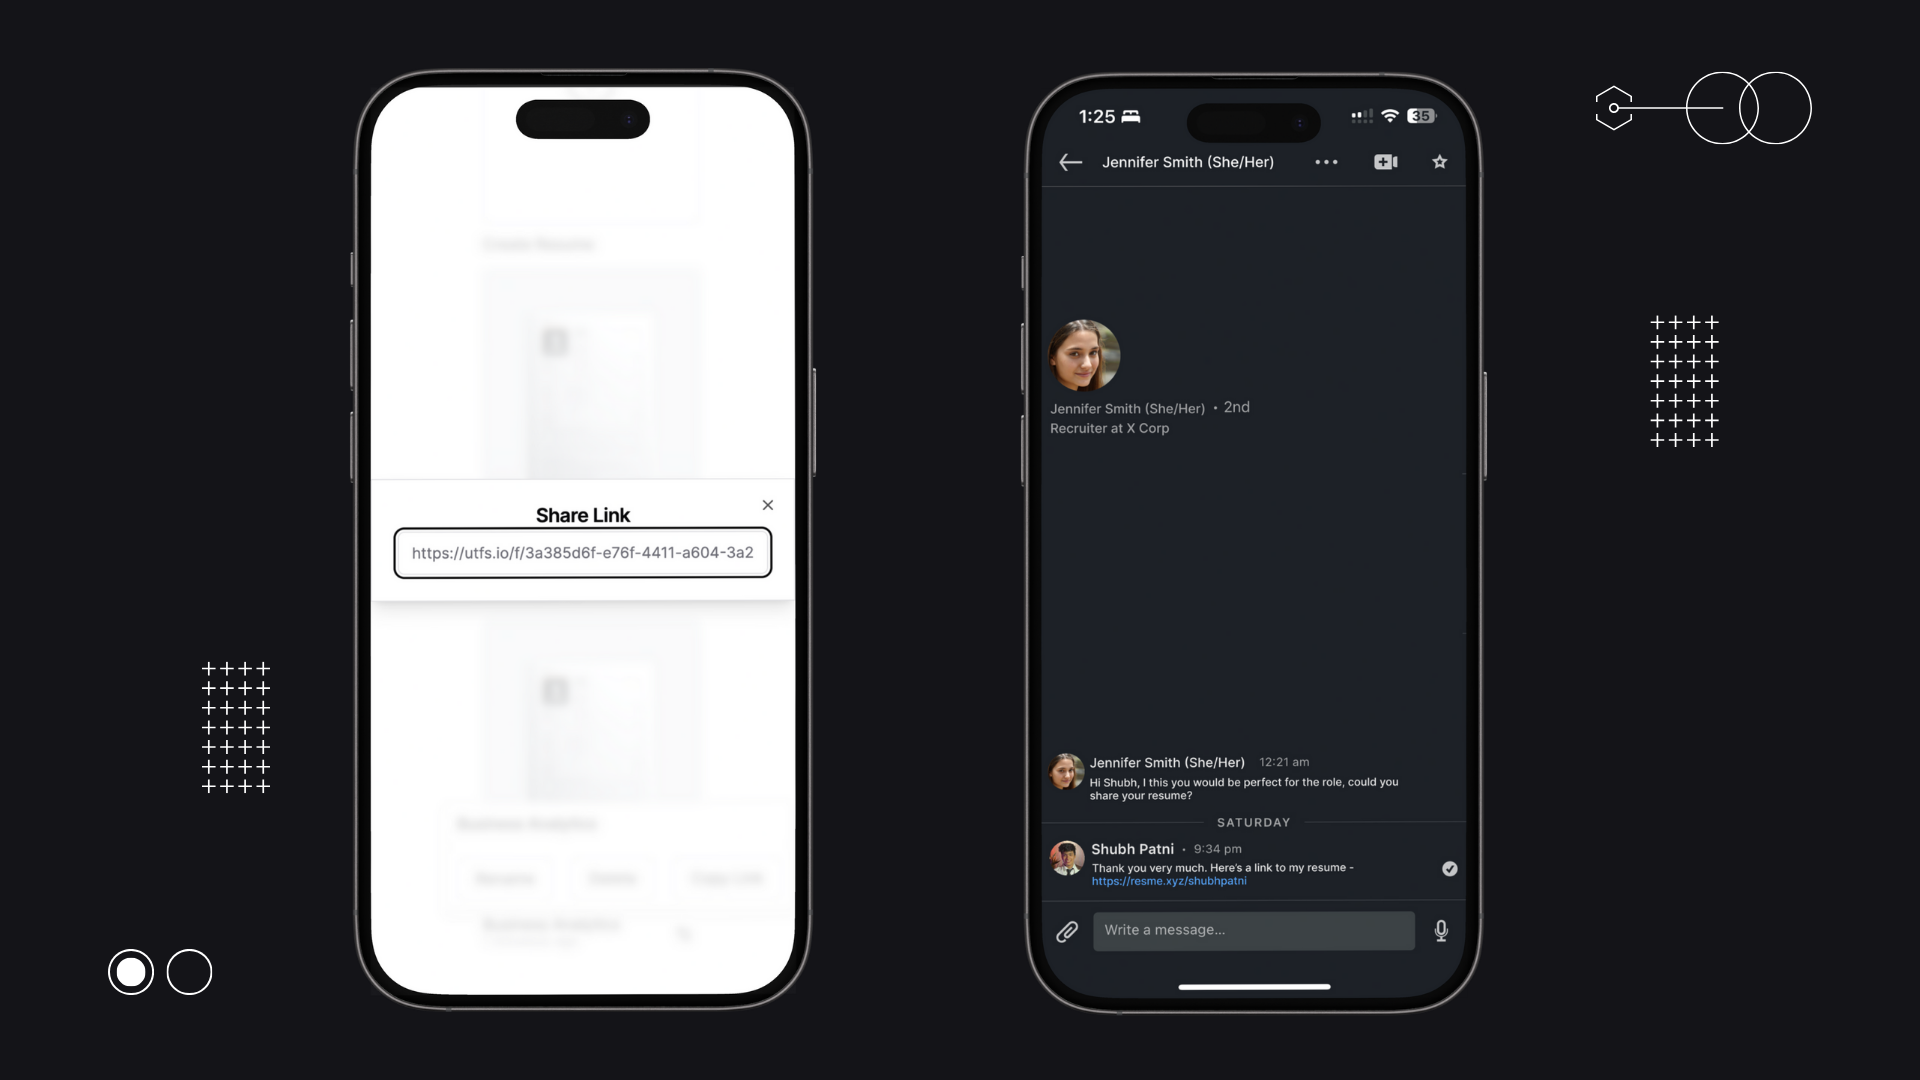 Share Link
https://utfs.io/f/3a385d6f-e76f-4411-a604-3a2
1:25
35
Jennifer Smith (She/Her)
Jennifer Smith (She/Her) • 2nd
Recruiter at X Corp
Jennifer Smith (She/Her) 12:21 am
Hi Shubh, I this you would be perfect for the role, could you
share your resume?
SATURDAY
Shubh Patni • 9:34 pm
Thank you very much. Here's a link to my resume -
https://resme.xyz/shubhpatni
Write a message...